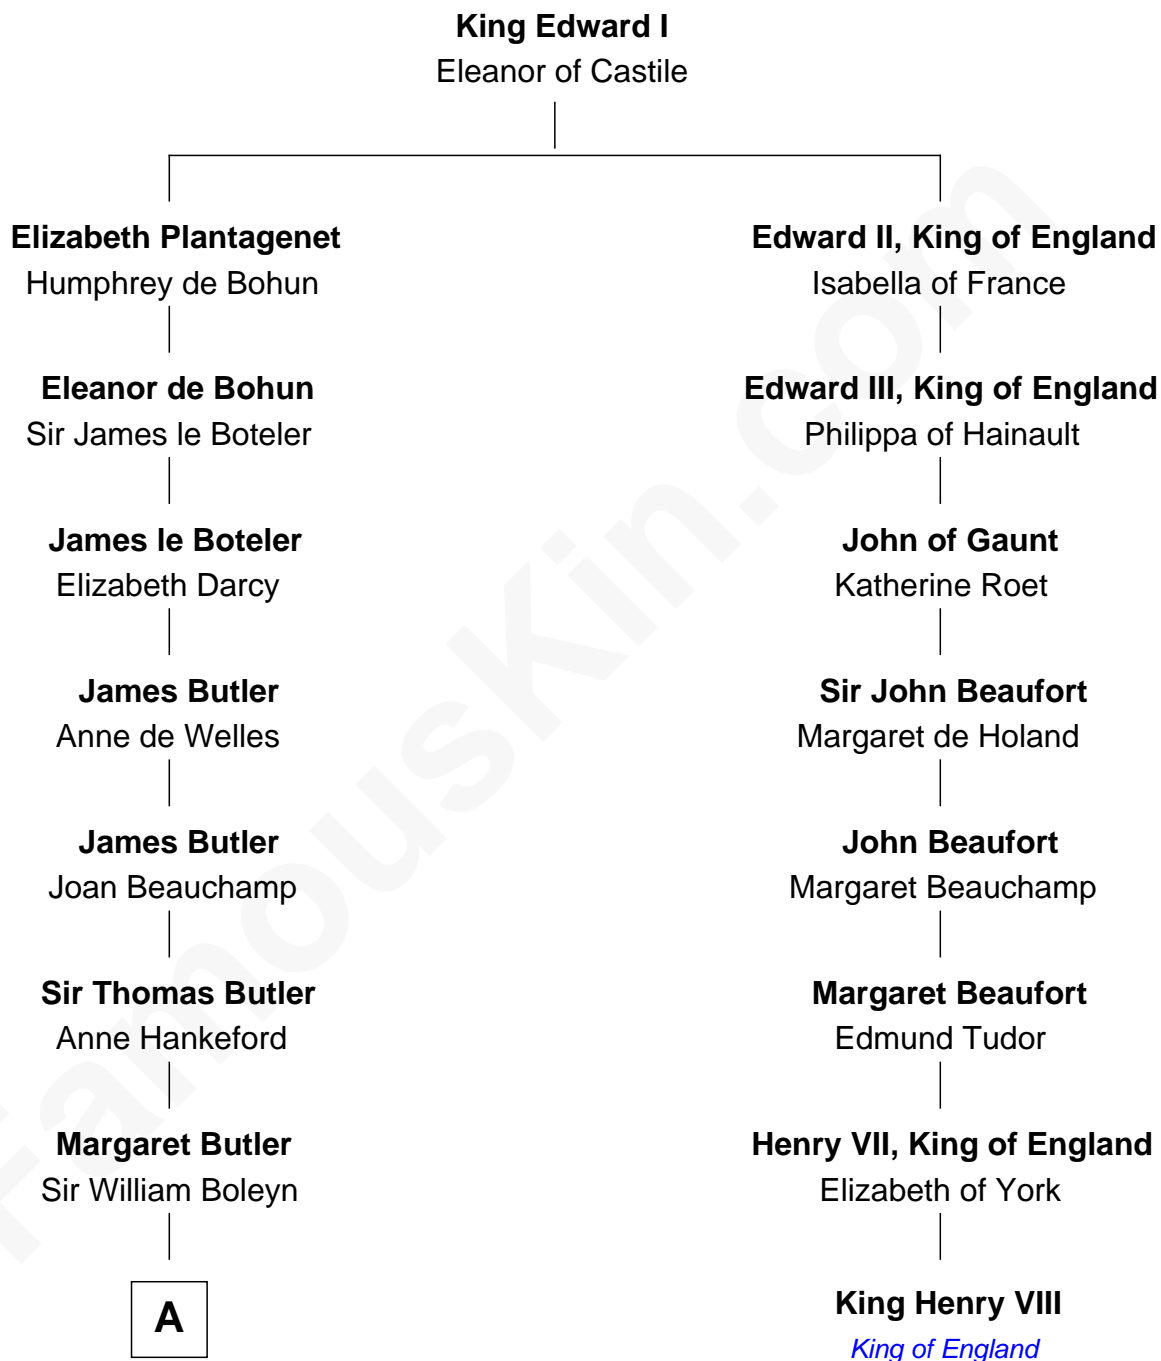 King Edward I
Eleanor of Castile
Elizabeth Plantagenet
Humphrey de Bohun
Edward II, King of England
Isabella of France
Eleanor de Bohun
Sir James le Boteler
Edward III, King of England
Philippa of Hainault
James le Boteler
Elizabeth Darcy
John of Gaunt
Katherine Roet
James Butler
Anne de Welles
Sir John Beaufort
Margaret de Holand
James Butler
Joan Beauchamp
John Beaufort
Margaret Beauchamp
Sir Thomas Butler
Anne Hankeford
Margaret Beaufort
Edmund Tudor
Margaret Butler
Sir William Boleyn
Henry VII, King of England
Elizabeth of York
A
King Henry VIII
King of England
FamousKin.com